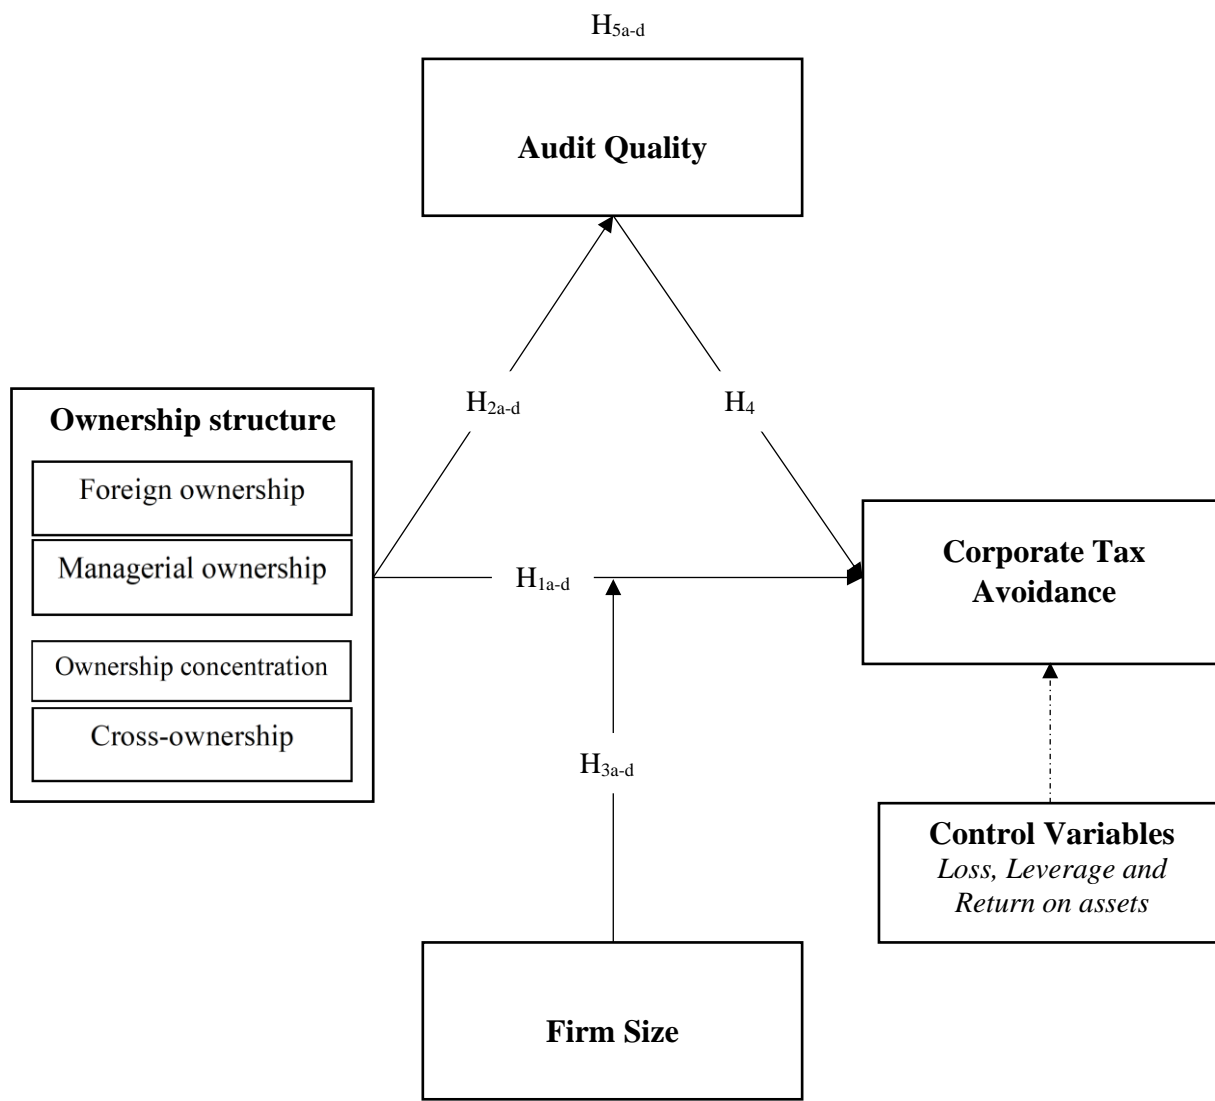 H5a-d
Audit Quality
H2a-d
H4
Ownership structure
Foreign ownership
Managerial ownership
Ownership concentration
Cross-ownership
H1a-d
Corporate Tax
Avoidance
H3a-d
Control Variables
Loss, Leverage and
Return on assets
Firm Size